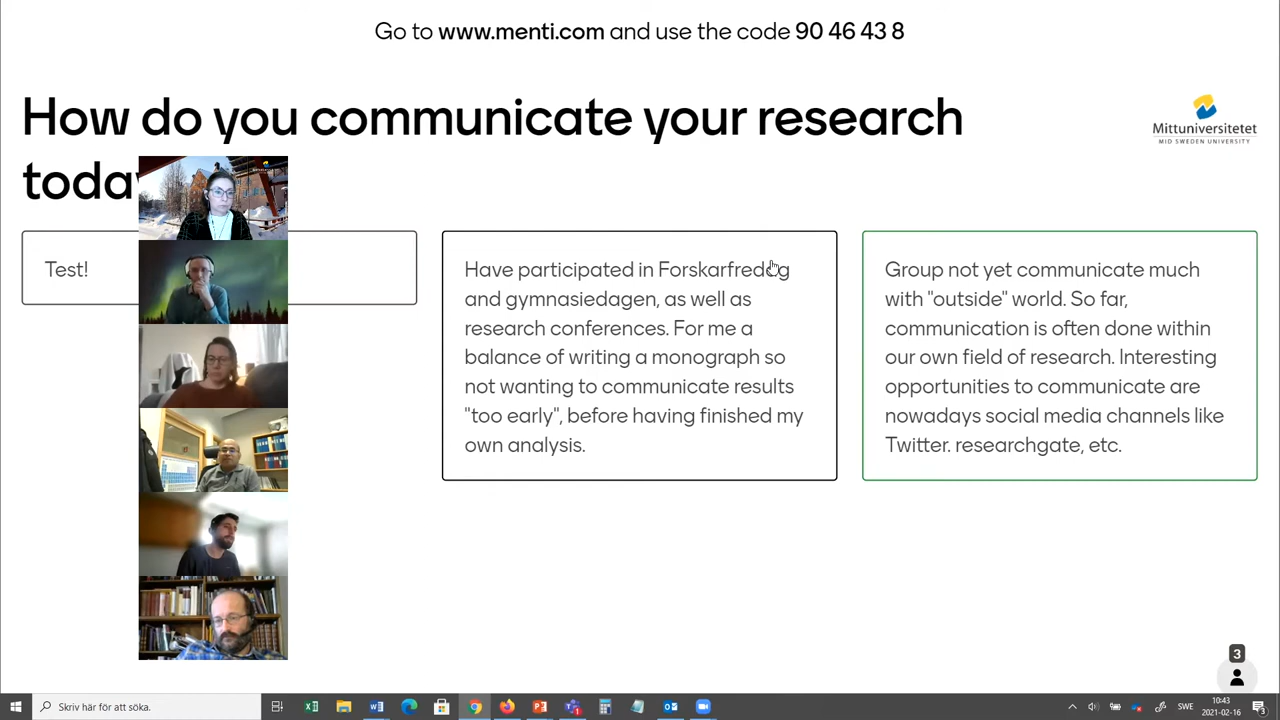 Go to www.menti.com and use the code 90 46 43 8
How do you communicate your research
Mittuniversitetet
MID SWEDEN UNIVERSITY
Test!
Have participated in Forskarfredag
and gymnasiedagen, as well as
research conferences. For me a
balance of writing a monograph so
not wanting to communicate results
"too early", before having finished my
own analysis.
Group not yet communicate much
with "outside" world. So far,
communication is often done within
our own field of research. Interesting
opportunities to communicate are
nowadays social media channels like
Twitter. researchgate, etc.
3
Skriv här för att söka.
SWE
10:43
2021-02-16